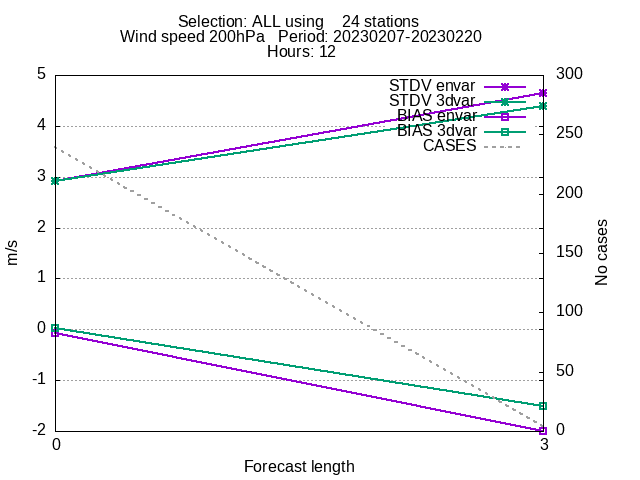 Selection: ALL using    24 stations
Wind speed 200hPa   Period: 20230207-20230220
Hours: 12
5
4
3
2
1
0
-1
-2
m/s
STDV envar
STDV 3dvar
BIAS envar
BIAS 3dvar
CASES
300
250
200
150
100
50
0
No cases
0
3
Forecast length